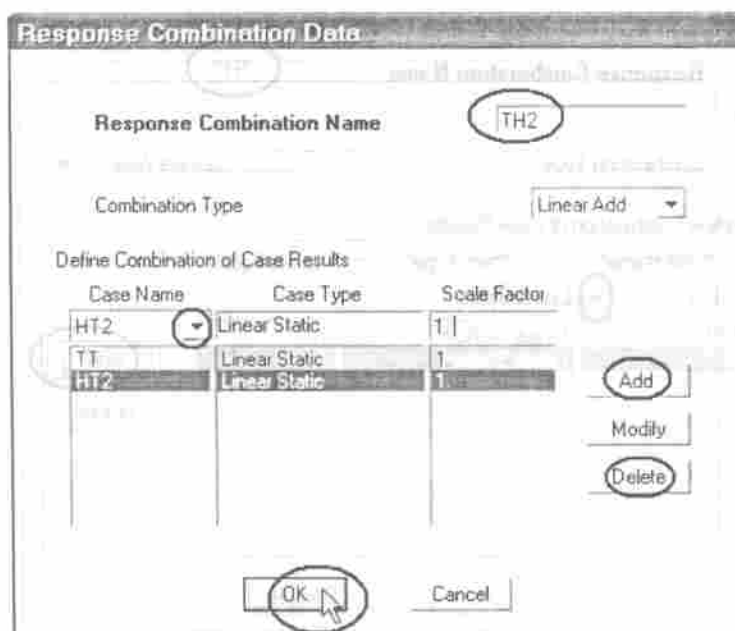 Response Combination Data
Response Combination Name TH2
Combination Type Linear Add
Define Combination of Case Results
Case Name Case Type Scale Factor
HT2 Linear Static 1.
TT Linear Static 1.
HT2 Linear Static 1.
Add
Modify
Delete
OK Cancel